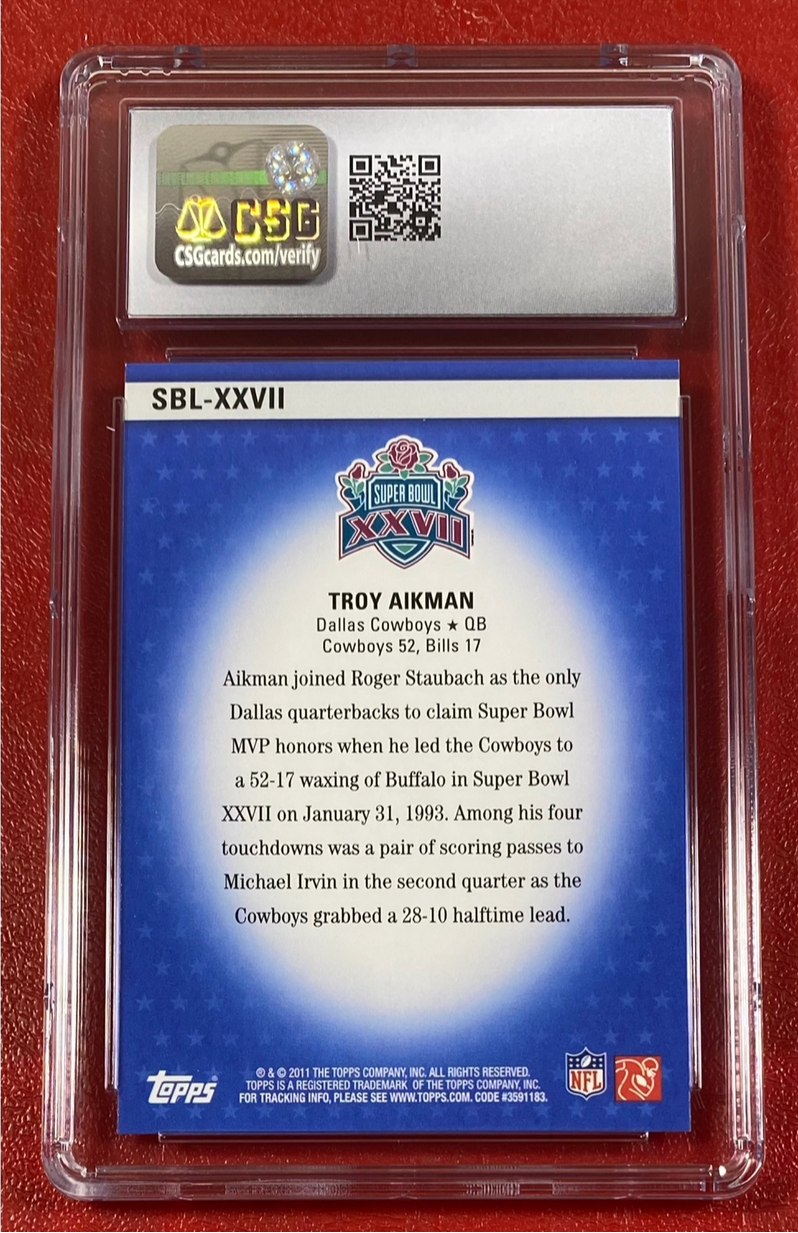 CSG
CSGcards.com/verify
SBL-XXVII
SUPER BOWL
XXVII
TROY AIKMAN
Dallas Cowboys ★ QB
Cowboys 52, Bills 17
Aikman joined Roger Staubach as the only
Dallas quarterbacks to claim Super Bowl
MVP honors when he led the Cowboys to
a 52-17 waxing of Buffalo in Super Bowl
XXVII on January 31, 1993. Among his four
touchdowns was a pair of scoring passes to
Michael Irvin in the second quarter as the
Cowboys grabbed a 28-10 halftime lead.
TOPPS
® & © 2011 THE TOPPS COMPANY, INC. ALL RIGHTS RESERVED.
TOPPS IS A REGISTERED TRADEMARK OF THE TOPPS COMPANY, INC.
FOR TRACKING INFO, PLEASE SEE WWW.TOPPS.COM. CODE #3591183.
NFL